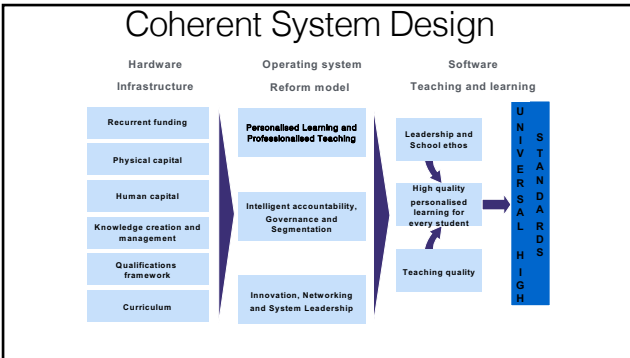 Coherent System Design
Hardware
Infrastructure
Operating system
Reform model
Software
Teaching and learning
Recurrent funding
Physical capital
Human capital
Knowledge creation and
management
Qualifications
framework
Curriculum
Personalised Learning and
Professionalised Teaching
Intelligent accountability,
Governance and
Segmentation
Innovation, Networking
and System Leadership
Leadership and
School ethos
High quality
personalised
learning for
every student
Teaching quality
UNIVERSAL HIGH
STANDARDS